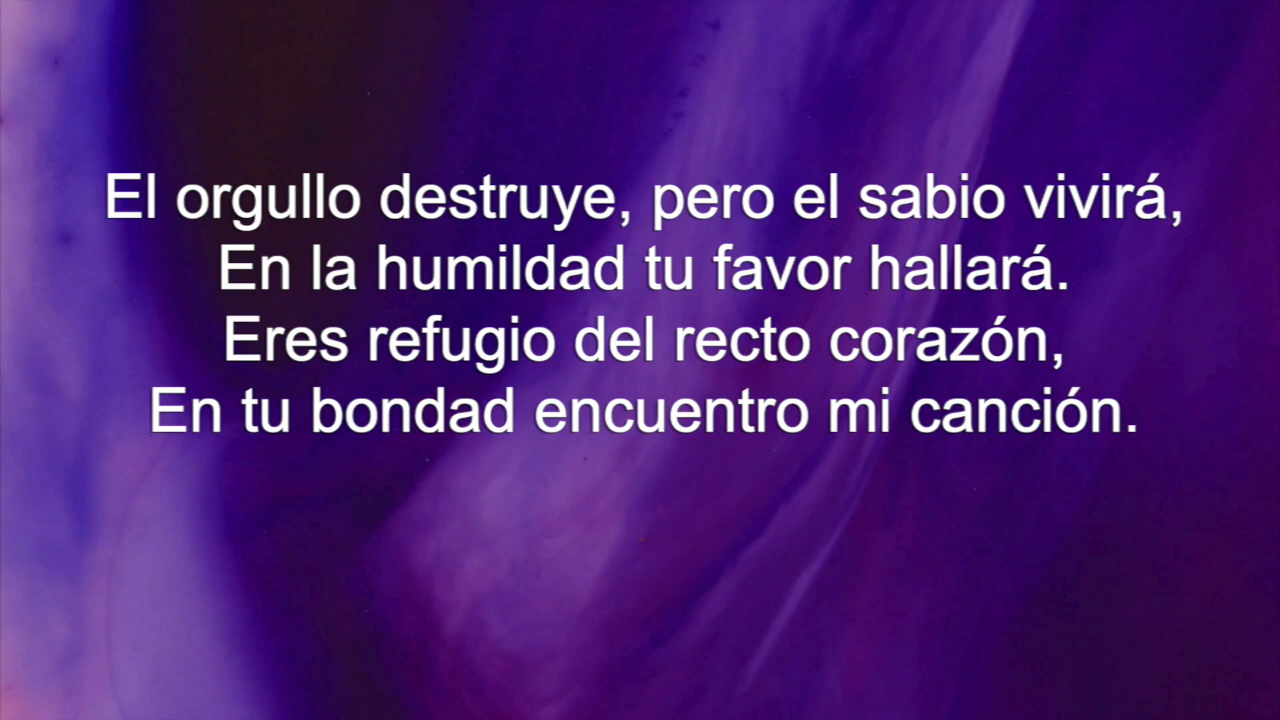 El orgullo destruye, pero el sabio vivirá,
En la humildad tu favor hallará.
Eres refugio del recto corazón,
En tu bondad encuentro mi canción.